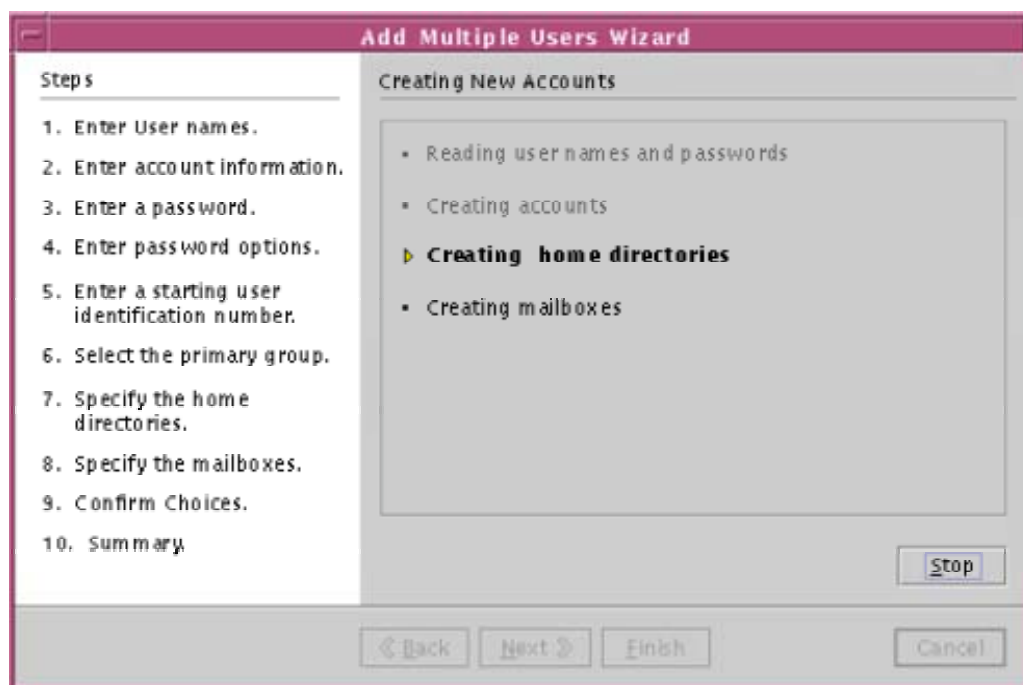 Add Multiple Users Wizard
Steps
1. Enter User names.
2. Enter account information.
3. Enter a password.
4. Enter password options.
5. Enter a starting user
identification number.
6. Select the primary group.
7. Specify the home
directories.
8. Specify the mailboxes.
9. Confirm Choices.
10. Summary.
Creating New Accounts
• Reading user names and passwords
• Creating accounts
Creating home directories
• Creating mailboxes
Stop
Back
Next
Finish
Cancel